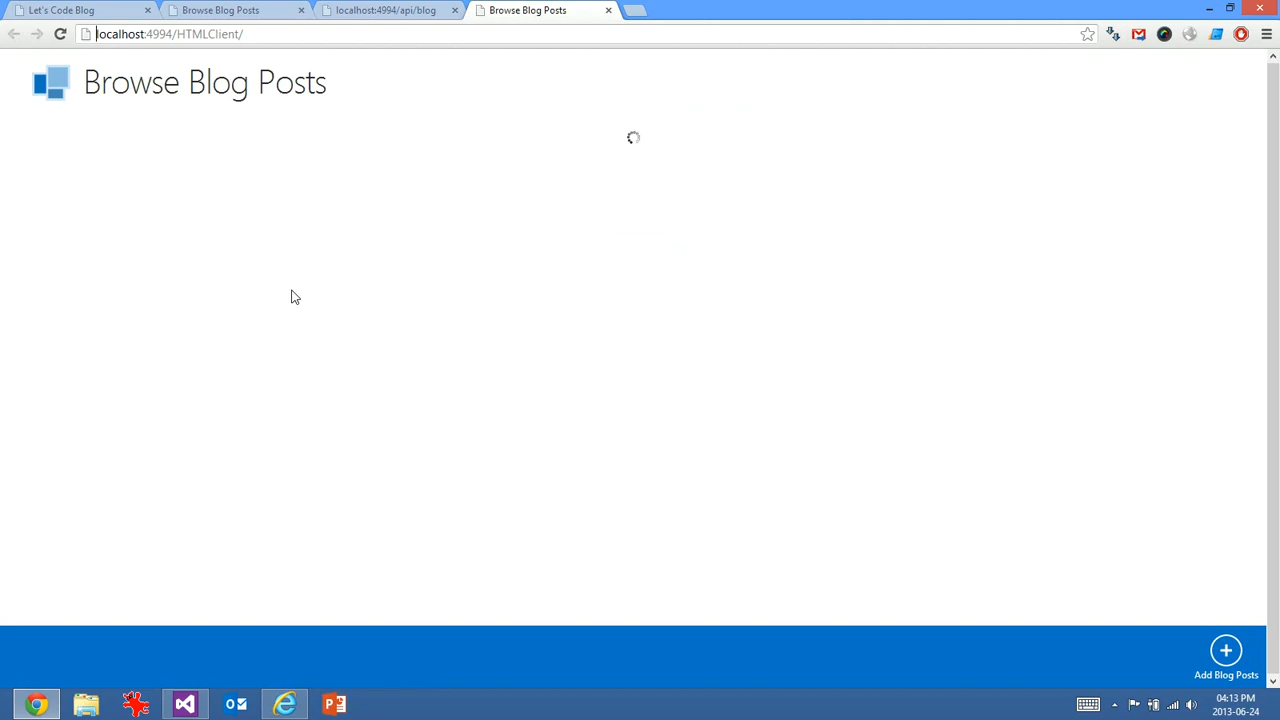 Let's Code Blog
Browse Blog Posts
localhost:4994/api/blog
Browse Blog Posts
localhost:4994/HTMLClient/
Browse Blog Posts
Add Blog Posts
04:13 PM
2013-06-24